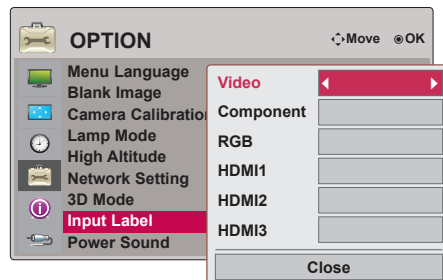 OPTION
Move OK
Menu Language
Blank Image
Camera Calibratio
Lamp Mode
High Altitude
Network Setting
3D Mode
Input Label
Power Sound
Video
Component
RGB
HDMI1
HDMI2
HDMI3
Close